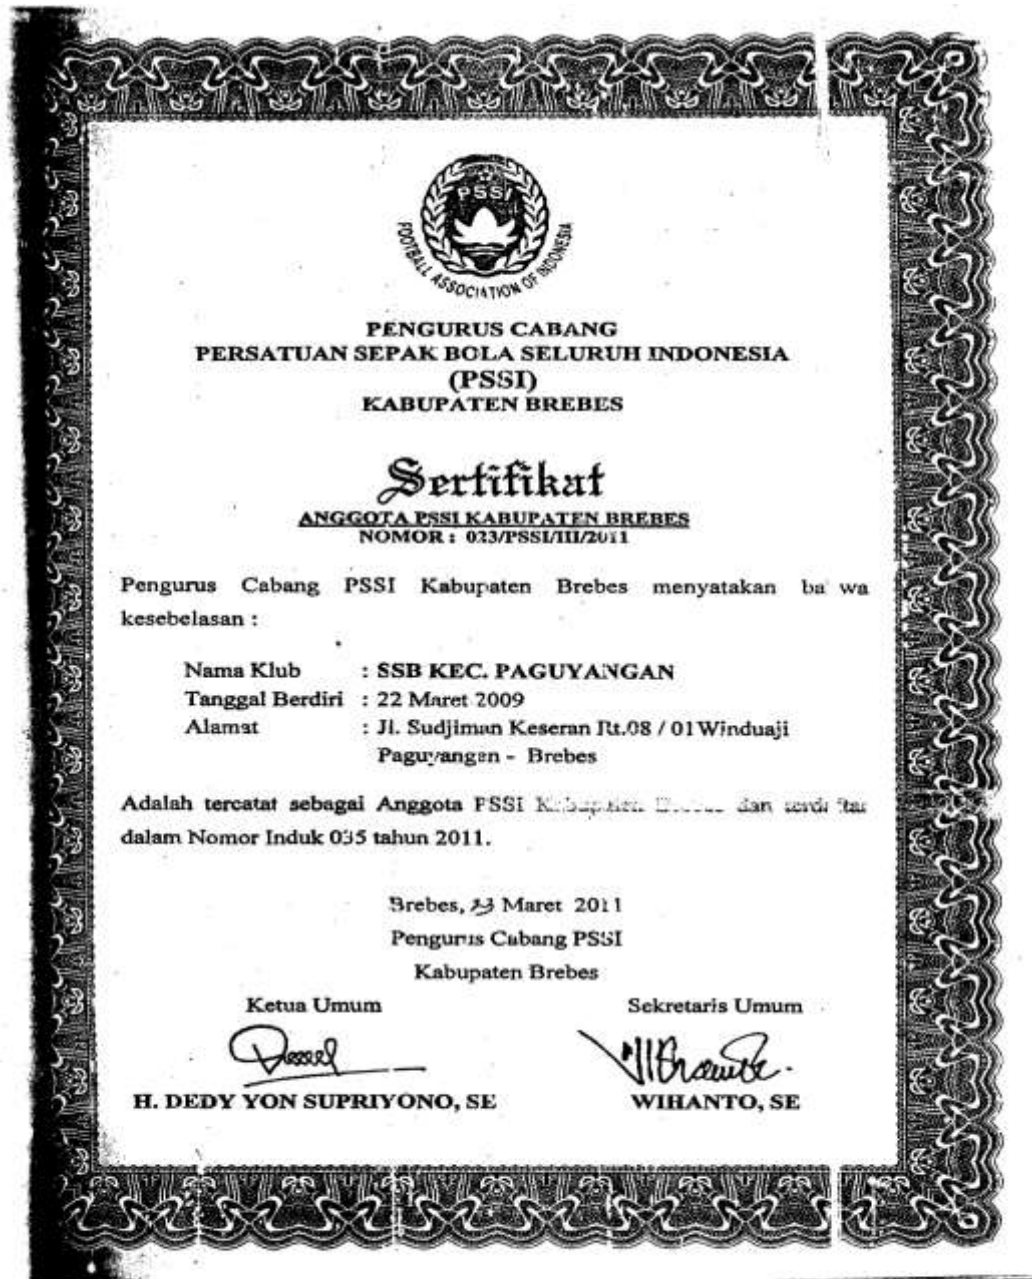 PSSI
FOOTBALL ASSOCIATION OF INDONESIA
PENGURUS CABANG
PERSATUAN SEPAK BOLA SELURUH INDONESIA
(PSSI)
KABUPATEN BREBES
Sertifikat
ANGGOTA PSSI KABUPATEN BREBES
NOMOR : 023/PSSI/III/2011
Pengurus Cabang PSSI Kabupaten Brebes menyatakan ba wa
kesebelasan :
Nama Klub : SSB KEC. PAGUYANGAN
Tanggal Berdiri : 22 Maret 2009
Alamat : Jl. Sudjiman Keseran Rt.08 / 01 Winduaji
Paguyangan - Brebes
Adalah tercatat sebagai Anggota PSSI Kabupaten dan
dalam Nomor Induk 035 tahun 2011.
Brebes, 23 Maret 2011
Pengurus Cabang PSSI
Kabupaten Brebes
Ketua Umum Sekretaris Umum
H. DEDY YON SUPRIYONO, SE WIHANTO, SE